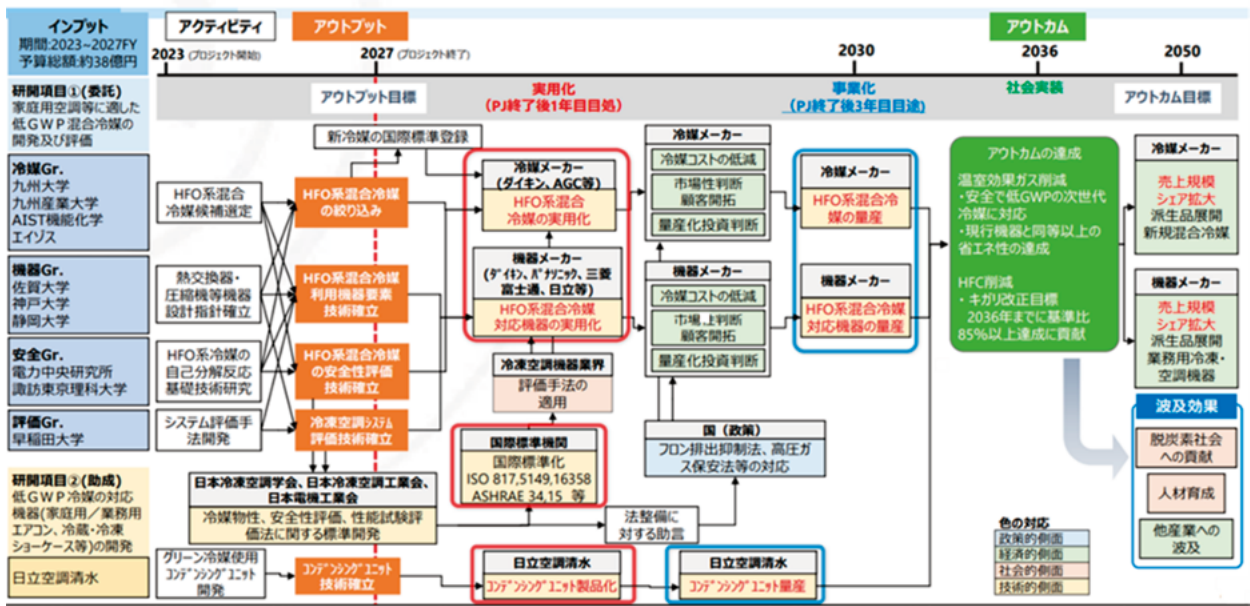 インプット
期間:2023~2027FY
予算総額:約38億円
アクティビティ
アウトプット
アウトカム
2023 (プロジェクト開始)
2027 (プロジェクト終了)
2030
2036
2050
アウトプット目標
実用化
(PJ終了後1年目目処)
事業化
(PJ終了後3年目目途)
社会実装
アウトカム目標
研開項目①(委託)
家庭用空調等に適した
低GWP混合冷媒の
開発及び評価
冷媒Gr.
九州大学
九州産業大学
AIST機能化学
エイゾス
機器Gr.
佐賀大学
神戸大学
静岡大学
安全Gr.
電力中央研究所
諏訪東京理科大学
評価Gr.
早稲田大学
研開項目②(助成)
低GWP冷媒の対応
機器(家庭用/業務用
エアコン、冷蔵・冷凍
ショーケース等)の開発
日立空調清水
HFO系混合
冷媒候補選定
熱交換器・
圧縮機等機器
設計指針確立
HFO系冷媒の
自己分解反応
基礎技術研究
システム評価手
法開発
グリーン冷媒使用
コンデンシングユニット
開発
新冷媒の国際標準登録
HFO系混合冷媒
の絞り込み
HFO系混合冷媒
利用機器要素
技術確立
HFO系混合冷媒
の安全性評価
技術確立
冷凍空調システム
評価技術確立
日本冷凍空調学会、日本冷凍空調工業会、
日本電機工業会
冷媒物性、安全性評価、性能試験評
価法に関する標準開発
コンデンシングユニット
技術確立
冷媒メーカー
(ダイキン、AGC等)
HFO系混合
冷媒の実用化
機器メーカー
(ダイキン、パナソニック、三菱
富士通、日立等)
HFO系混合冷媒
対応機器の実用化
冷凍空調機器業界
評価手法の
適用
国際標準機関
国際標準化
ISO 817,5149,16358
ASHRAE 34,15 等
法整備に
対する助言
日立空調清水
コンデンシングユニット製品化
冷媒メーカー
冷媒コストの低減
市場性判断
顧客開拓
量産化投資判断
機器メーカー
冷媒コストの低減
市場性判断
顧客開拓
量産化投資判断
国(政策)
フロン排出抑制法、高圧ガ
ス保安法等の対応
日立空調清水
コンデンシングユニット量産
冷媒メーカー
HFO系混合冷
媒の量産
機器メーカー
HFO系混合冷媒
対応機器の量産
アウトカムの達成
温室効果ガス削減
・安全で低GWPの次世代
冷媒に対応
・現行機器と同等以上の
省エネ性の達成
HFC削減
・キガリ改正目標
2036年までに基準比
85%以上達成に貢献
冷媒メーカー
売上規模
シェア拡大
派生品展開
新規混合冷媒
機器メーカー
売上規模
シェア拡大
派生品展開
業務用冷凍・
空調機器
波及効果
脱炭素社会
への貢献
人材育成
他産業への
波及
色の対応
政策的側面
経済的側面
社会的側面
技術的側面